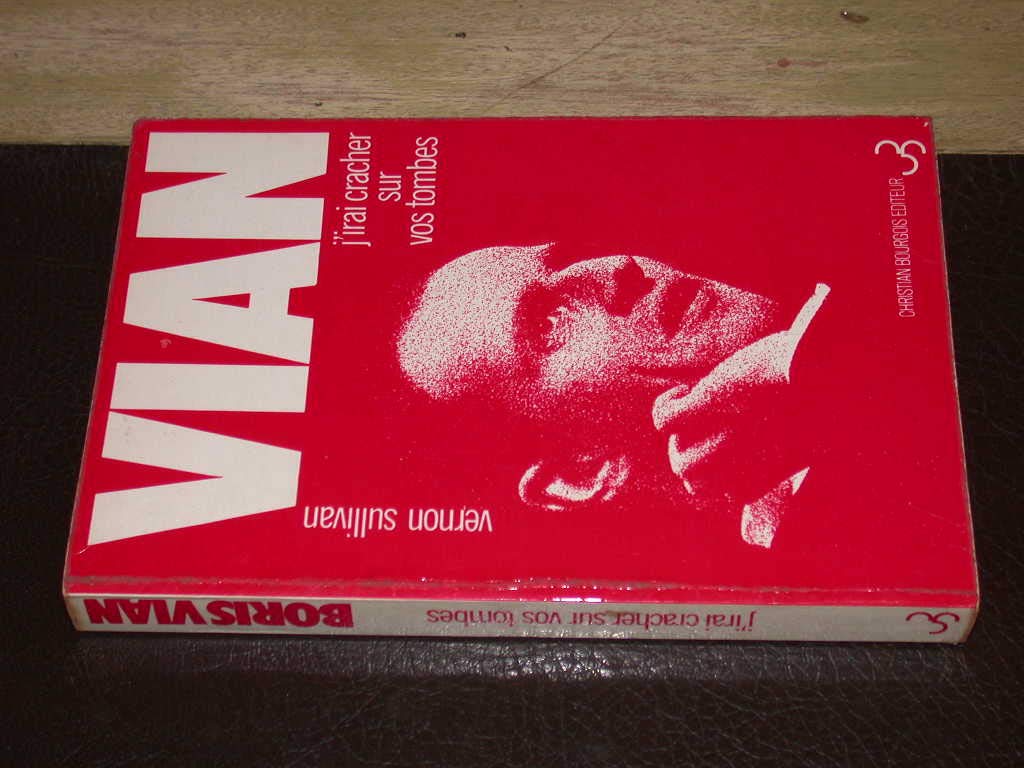 VIAN
j'irai cracher
sur
vos tombes
vernon sullivan
CHRISTIAN BOURGOIS EDITEUR
BORIS VIAN
j'irai cracher sur vos tombes